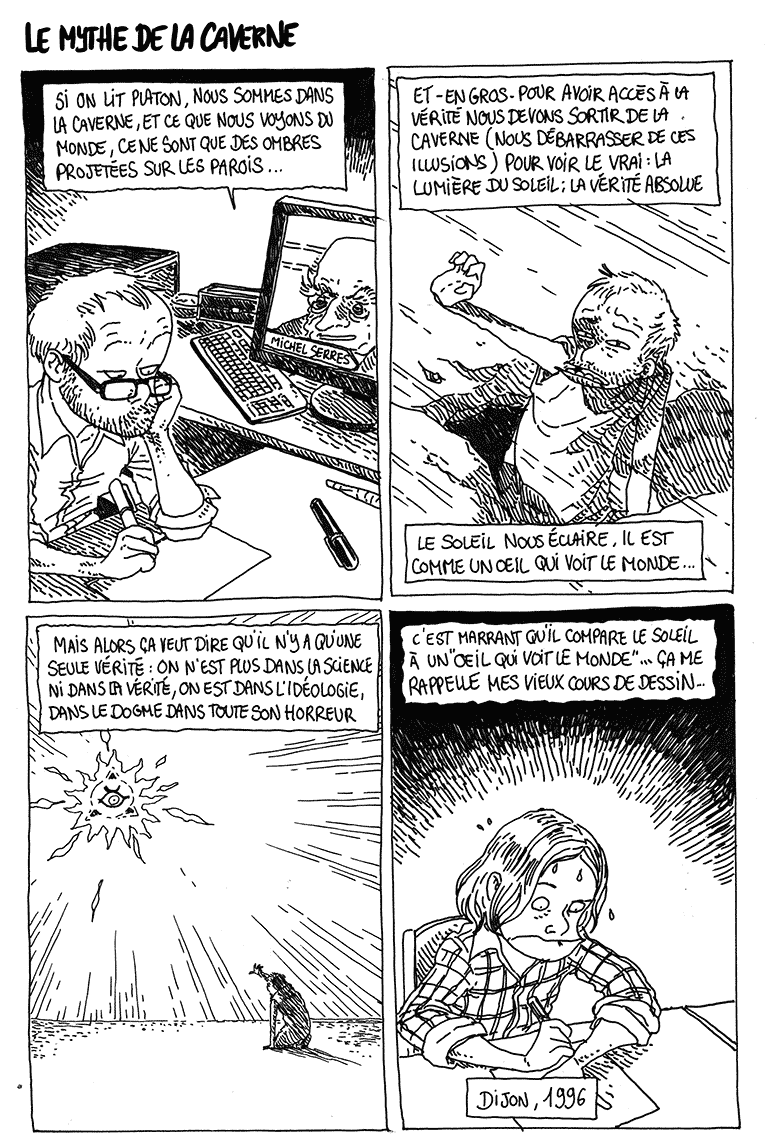 LE MYTHE DE LA CAVERNE
SI ON LIT PLATON, NOUS SOMMES DANS
LA CAVERNE, ET CE QUE NOUS VOYONS DU
MONDE, CE NE SONT QUE DES OMBRES
PROJETÉES SUR LES PAROIS...
MICHEL SERRES
ET - EN GROS - POUR AVOIR ACCÈS À LA
VÉRITÉ NOUS DEVONS SORTIR DE LA
CAVERNE (NOUS DÉBARRASSER DE CES
ILLUSIONS) POUR VOIR LE VRAI : LA
LUMIÈRE DU SOLEIL ; LA VÉRITÉ ABSOLUE
LE SOLEIL NOUS ÉCLAIRE, IL EST
COMME UN OEIL QUI VOIT LE MONDE...
MAIS ALORS ÇA VEUT DIRE QU'IL N'Y A QU'UNE
SEULE VÉRITÉ : ON N'EST PLUS DANS LA SCIENCE
NI DANS LA VÉRITÉ, ON EST DANS L'IDÉOLOGIE,
DANS LE DOGME DANS TOUTE SON HORREUR
C'EST MARRANT QU'IL COMPARE LE SOLEIL
À UN "OEIL QUI VOIT LE MONDE"... ÇA ME
RAPPELLE MES VIEUX COURS DE DESSIN...
DIJON, 1996